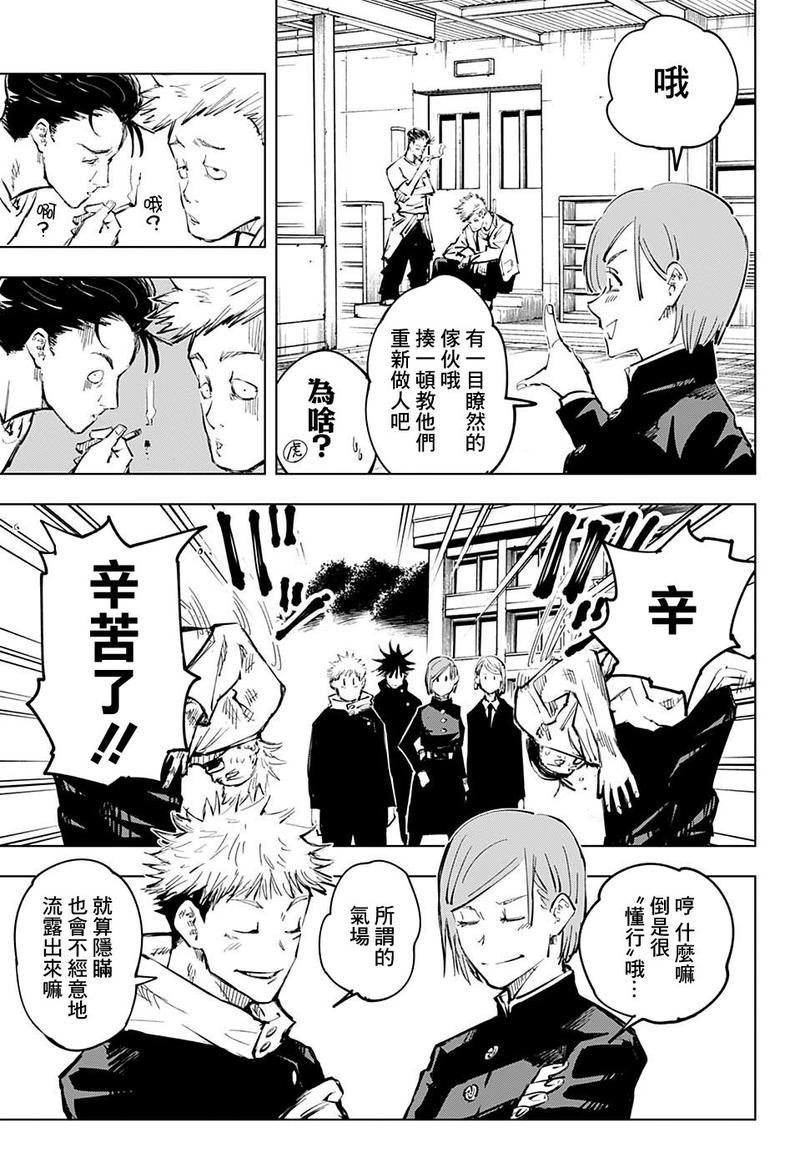 哦
有一目瞭然的
傢伙哦
揍一頓教他們
重新做人吧
為啥？
虎
哦？
啊？
辛
辛苦了!!
哼 什麼嘛
倒是很
〝懂行〞哦…
所謂的
氣場
就算隱瞞
也會不經意地
流露出來嘛